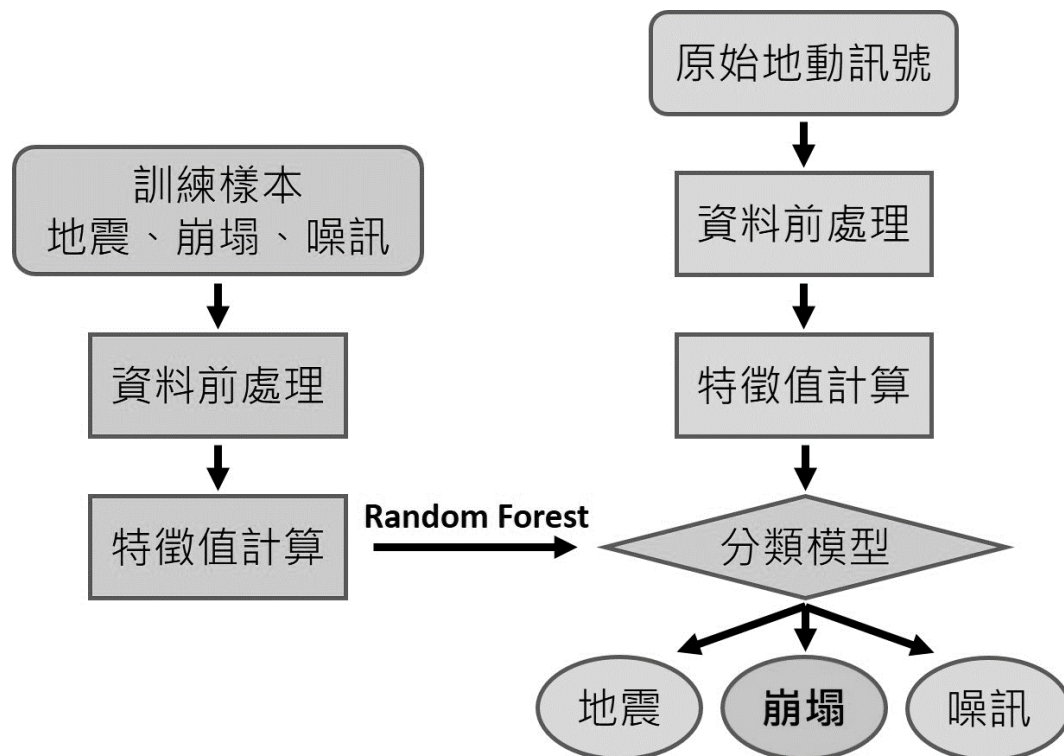 訓練樣本
地震、崩塌、噪訊
資料前處理
特徵值計算
Random Forest
原始地動訊號
資料前處理
特徵值計算
分類模型
地震
崩塌
噪訊